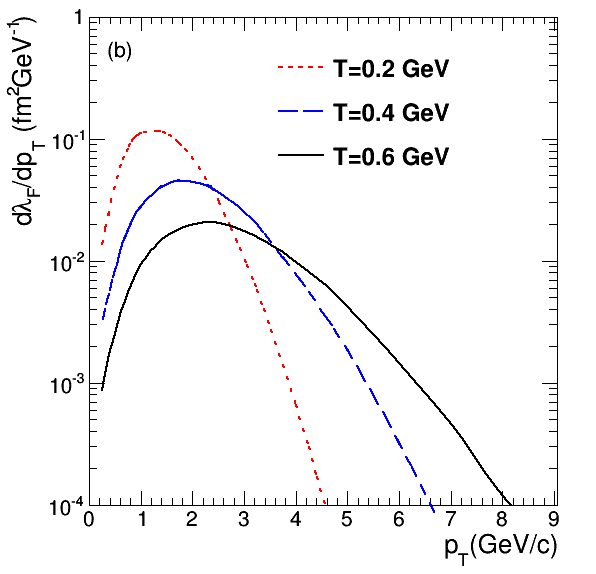 (b)
T=0.2 GeV
T=0.4 GeV
T=0.6 GeV
dλ_F/dp_T (fm²GeV⁻¹)
1
10⁻¹
10⁻²
10⁻³
10⁻⁴
0 1 2 3 4 5 6 7 8 9
p_T(GeV/c)